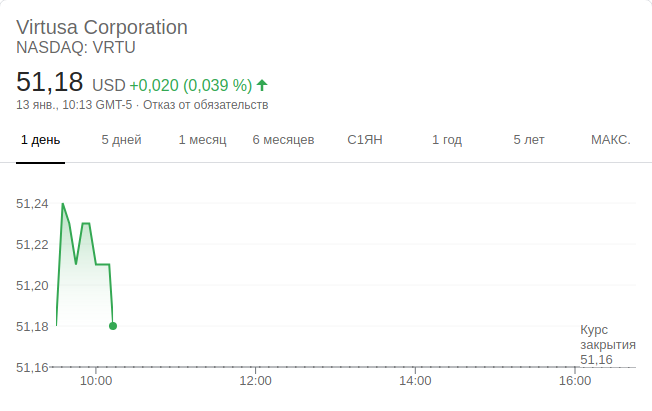 Virtusa Corporation
NASDAQ: VRTU
51,18 USD +0,020 (0,039 %)
13 янв., 10:13 GMT-5 · Отказ от обязательств
1 день 5 дней 1 месяц 6 месяцев С1ЯН 1 год 5 лет МАКС.
51,24
51,22
51,20
51,18
Курс
закрытия
51,16
51,16
10:00 12:00 14:00 16:00